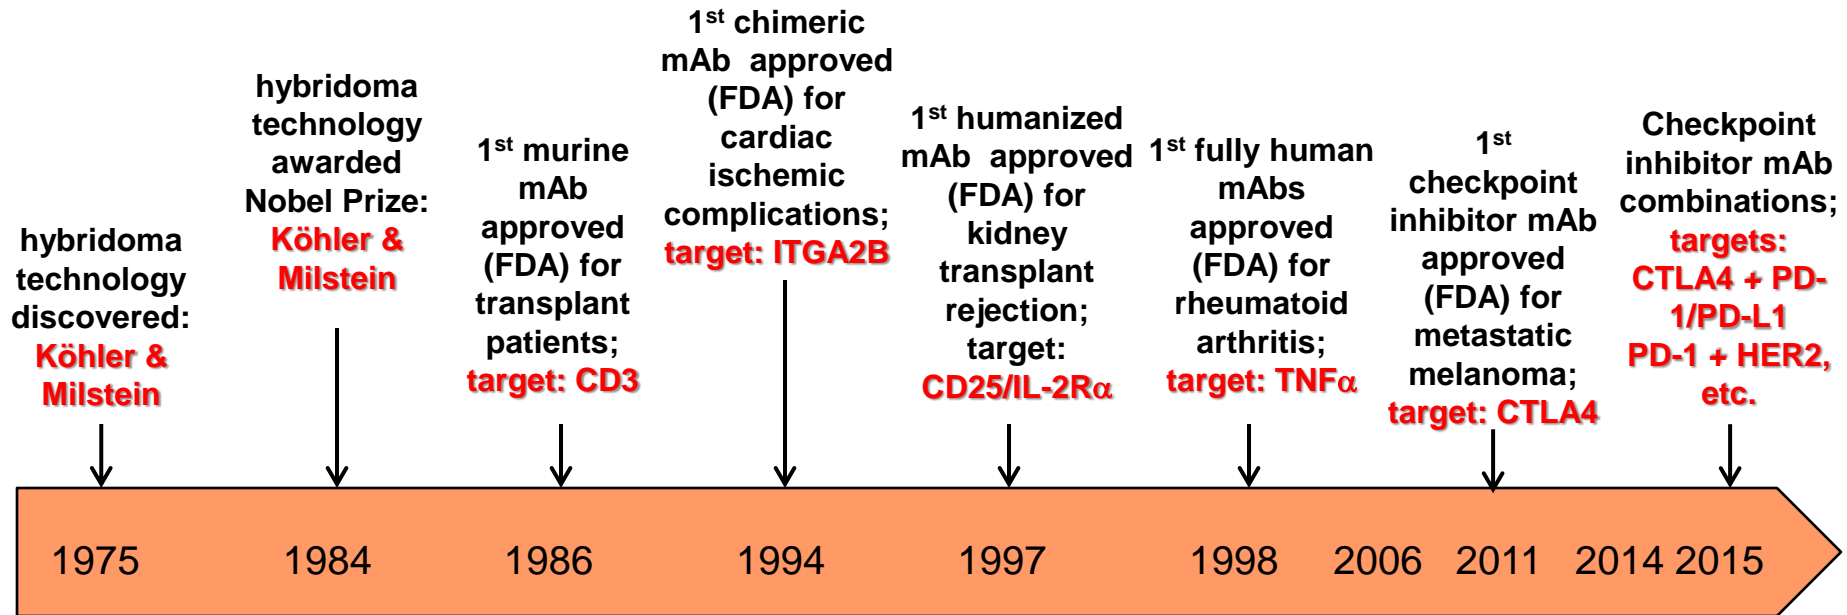 hybridoma
technology
discovered:
Köhler &
Milstein
hybridoma
technology
awarded
Nobel Prize:
Köhler &
Milstein
1st murine
mAb
approved
(FDA) for
transplant
patients;
target: CD3
1st chimeric
mAb approved
(FDA) for
cardiac
ischemic
complications;
target: ITGA2B
1st humanized
mAb approved
(FDA) for
kidney
transplant
rejection;
target:
CD25/IL-2Rα
1st fully human
mAbs
approved
(FDA) for
rheumatoid
arthritis;
target: TNFα
1st
checkpoint
inhibitor mAb
approved
(FDA) for
metastatic
melanoma;
target: CTLA4
Checkpoint
inhibitor mAb
combinations;
targets:
CTLA4 + PD-
1/PD-L1
PD-1 + HER2,
etc.
1975 1984 1986 1994 1997 1998 2006 2011 2014 2015